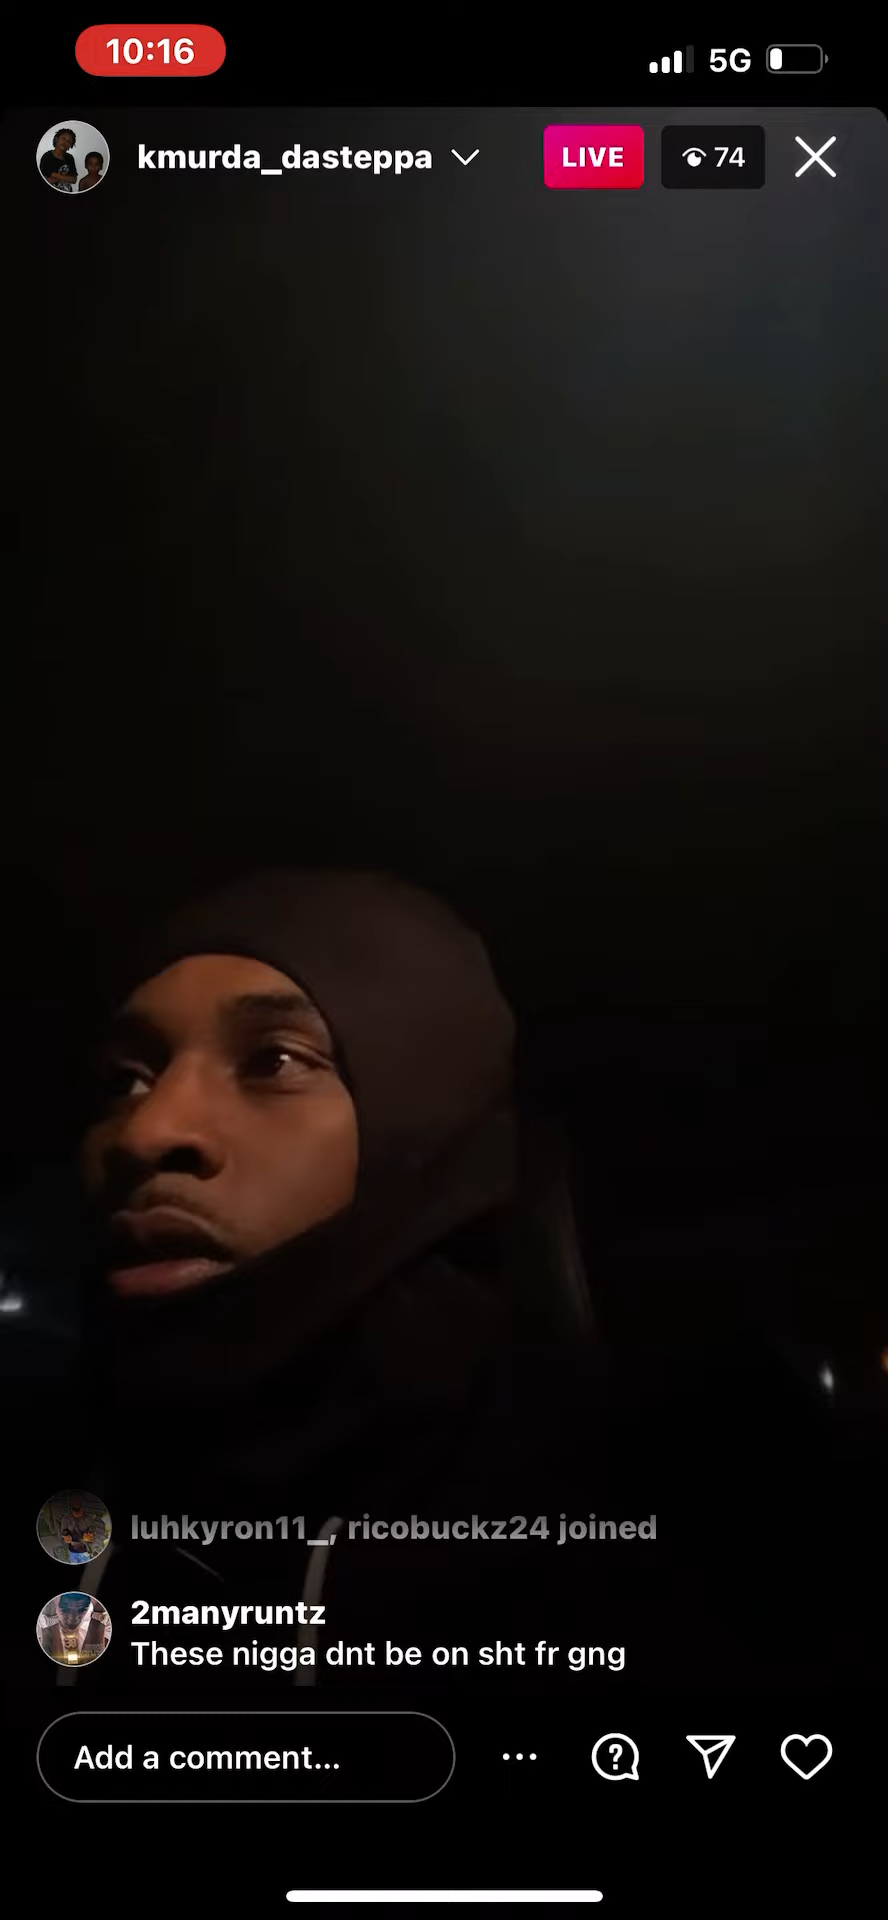 10:16
5G
kmurda_dasteppa
LIVE
74
luhkyron11_, ricobuckz24 joined
2manyruntz
These nigga dnt be on sht fr gng
Add a comment...